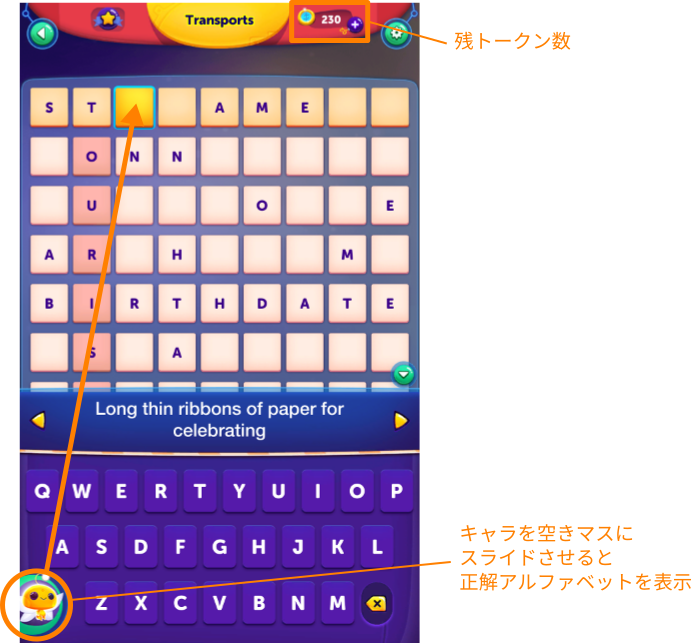 Transports
230
残トークン数
S T A M E
O N N
U O E
A R H M
B I R T H D A T E
S A
Long thin ribbons of paper for
celebrating
Q W E R T Y U I O P
A S D F G H J K L
Z X C V B N M
キャラを空きマスに
スライドさせると
正解アルファベットを表示